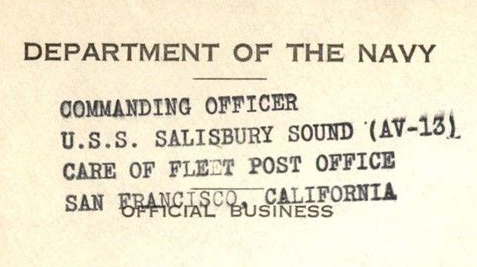 DEPARTMENT OF THE NAVY
COMMANDING OFFICER
U.S.S. SALISBURY SOUND (AV-13)
CARE OF FLEET POST OFFICE
SAN FRANCISCO, CALIFORNIA
OFFICIAL BUSINESS